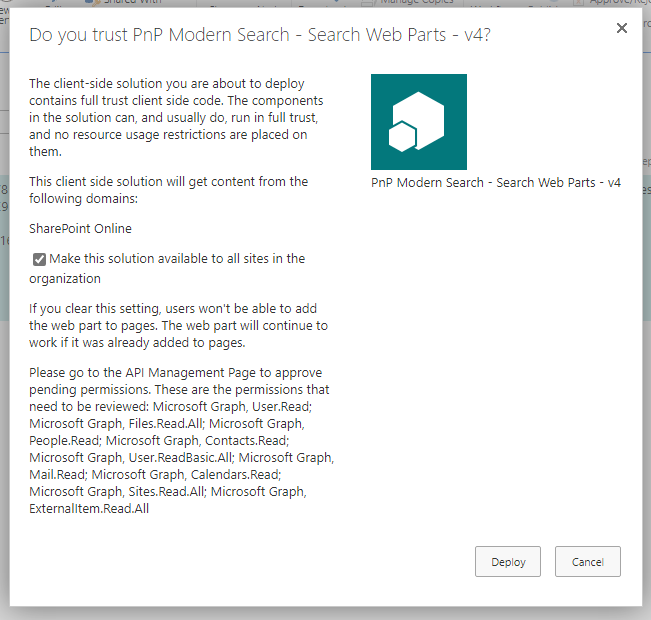 Shared With
Manage Copies
Approve/Reje
Do you trust PnP Modern Search - Search Web Parts - v4?
The client-side solution you are about to deploy
contains full trust client side code. The components
in the solution can, and usually do, run in full trust,
and no resource usage restrictions are placed on
them.
This client side solution will get content from the
following domains:
SharePoint Online
Make this solution available to all sites in the
organization
If you clear this setting, users won't be able to add
the web part to pages. The web part will continue to
work if it was already added to pages.
Please go to the API Management Page to approve
pending permissions. These are the permissions that
need to be reviewed: Microsoft Graph, User.Read;
Microsoft Graph, Files.Read.All; Microsoft Graph,
People.Read; Microsoft Graph, Contacts.Read;
Microsoft Graph, User.ReadBasic.All; Microsoft Graph,
Mail.Read; Microsoft Graph, Calendars.Read;
Microsoft Graph, Sites.Read.All; Microsoft Graph,
ExternalItem.Read.All
PnP Modern Search - Search Web Parts - v4
Deploy
Cancel